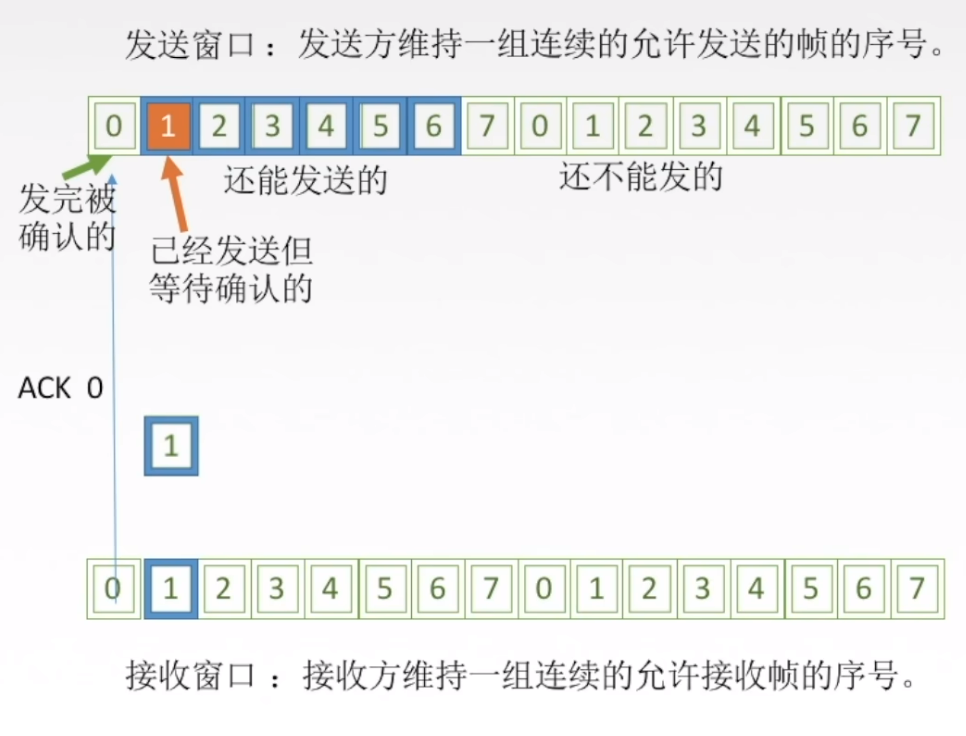 发送窗口：发送方维持一组连续的允许发送的帧的序号。
0 1 2 3 4 5 6 7 0 1 2 3 4 5 6 7
还能发送的
还不能发的
发完被
确认的
已经发送但
等待确认的
ACK 0
1
0 1 2 3 4 5 6 7 0 1 2 3 4 5 6 7
接收窗口：接收方维持一组连续的允许接收帧的序号。